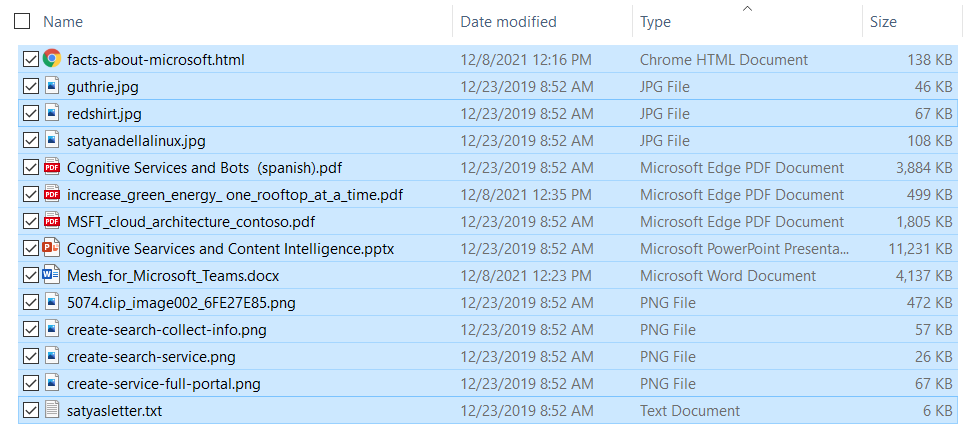 Name Date modified Type Size
facts-about-microsoft.html 12/8/2021 12:16 PM Chrome HTML Document 138 KB
guthrie.jpg 12/23/2019 8:52 AM JPG File 46 KB
redshirt.jpg 12/23/2019 8:52 AM JPG File 67 KB
satyanadellalinux.jpg 12/23/2019 8:52 AM JPG File 108 KB
PDF Cognitive Services and Bots  (spanish).pdf 12/23/2019 8:52 AM Microsoft Edge PDF Document 3,884 KB
PDF increase_green_energy_ one_rooftop_at_a_time.pdf 12/8/2021 12:35 PM Microsoft Edge PDF Document 499 KB
PDF MSFT_cloud_architecture_contoso.pdf 12/23/2019 8:52 AM Microsoft Edge PDF Document 1,805 KB
P Cognitive Searvices and Content Intelligence.pptx 12/23/2019 8:52 AM Microsoft PowerPoint Presenta... 11,231 KB
W Mesh_for_Microsoft_Teams.docx 12/8/2021 12:23 PM Microsoft Word Document 4,137 KB
5074.clip_image002_6FE27E85.png 12/23/2019 8:52 AM PNG File 472 KB
create-search-collect-info.png 12/23/2019 8:52 AM PNG File 57 KB
create-search-service.png 12/23/2019 8:52 AM PNG File 26 KB
create-service-full-portal.png 12/23/2019 8:52 AM PNG File 67 KB
satyasletter.txt 12/23/2019 8:52 AM Text Document 6 KB